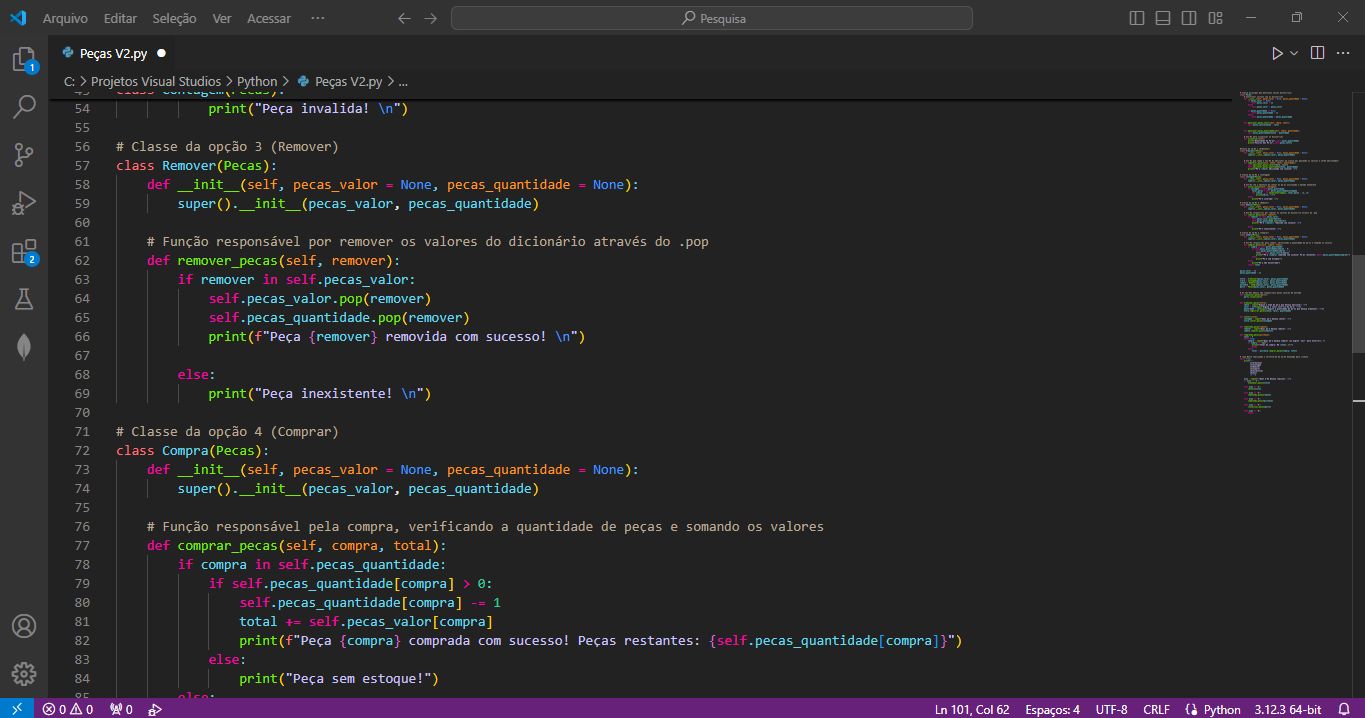 Arquivo Editar Seleção Ver Acessar ··· Pesquisa
1
2
Peças V2.py
C: > Projetos Visual Studios > Python > Peças V2.py > ...
class Contagem(Pecas):
54 print("Peça invalida! \n")
55
56 # Classe da opção 3 (Remover)
57 class Remover(Pecas):
58 def __init__(self, pecas_valor = None, pecas_quantidade = None):
59 super().__init__(pecas_valor, pecas_quantidade)
60
61 # Função responsável por remover os valores do dicionário através do .pop
62 def remover_pecas(self, remover):
63 if remover in self.pecas_valor:
64 self.pecas_valor.pop(remover)
65 self.pecas_quantidade.pop(remover)
66 print(f"Peça {remover} removida com sucesso! \n")
67
68 else:
69 print("Peça inexistente! \n")
70
71 # Classe da opção 4 (Comprar)
72 class Compra(Pecas):
73 def __init__(self, pecas_valor = None, pecas_quantidade = None):
74 super().__init__(pecas_valor, pecas_quantidade)
75
76 # Função responsável pela compra, verificando a quantidade de peças e somando os valores
77 def comprar_pecas(self, compra, total):
78 if compra in self.pecas_quantidade:
79 if self.pecas_quantidade[compra] > 0:
80 self.pecas_quantidade[compra] -= 1
81 total += self.pecas_valor[compra]
82 print(f"Peça {compra} comprada com sucesso! Peças restantes: {self.pecas_quantidade[compra]}")
83 else:
84 print("Peça sem estoque!")
85 else:
0 0 0 Ln 101, Col 62 Espaços: 4 UTF-8 CRLF Python 3.12.3 64-bit